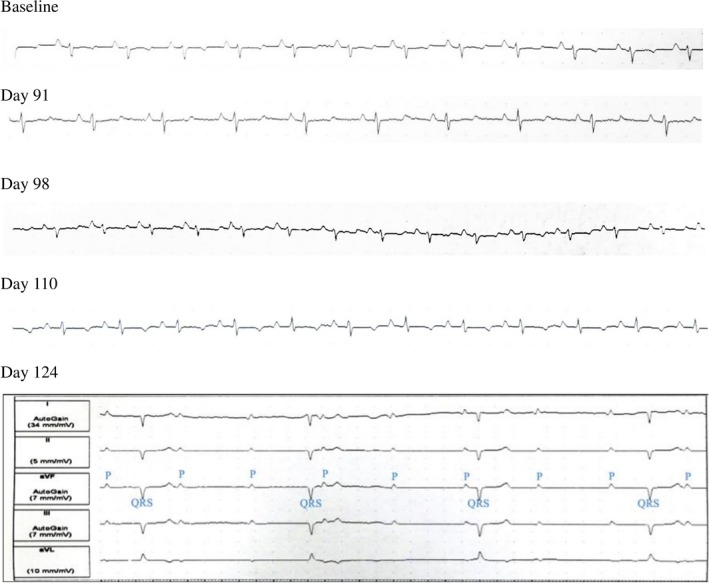 Baseline
Day 91
Day 98
Day 110
Day 124
I
AutoGain
(34 mm/mV)
II
(5 mm/mV)
aVF
AutoGain
(7 mm/mV)
P P P P P P P P P
QRS QRS QRS QRS
III
AutoGain
(7 mm/mV)
aVL
(10 mm/mV)